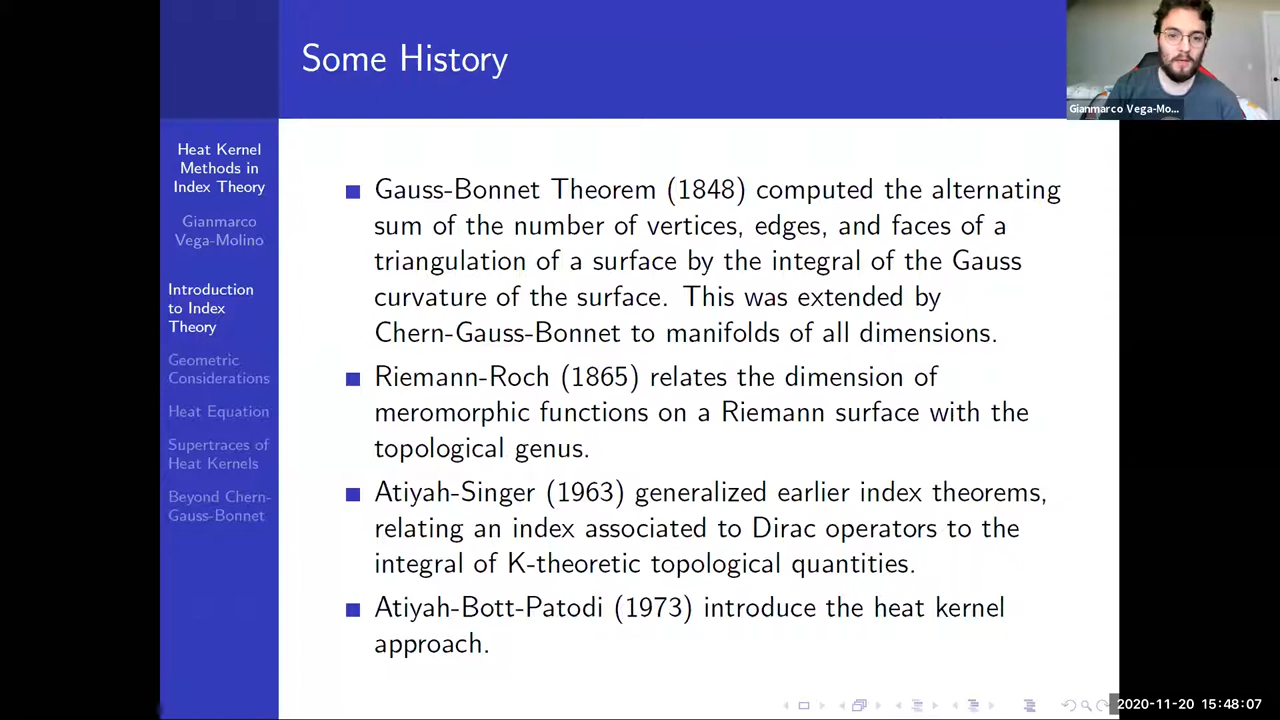 Some History
Gianmarco Vega-Mo...
Heat Kernel
Methods in
Index Theory
Gianmarco
Vega-Molino
Introduction
to Index
Theory
Geometric
Considerations
Heat Equation
Supertraces of
Heat Kernels
Beyond Chern-
Gauss-Bonnet
Gauss-Bonnet Theorem (1848) computed the alternating
sum of the number of vertices, edges, and faces of a
triangulation of a surface by the integral of the Gauss
curvature of the surface. This was extended by
Chern-Gauss-Bonnet to manifolds of all dimensions.
Riemann-Roch (1865) relates the dimension of
meromorphic functions on a Riemann surface with the
topological genus.
Atiyah-Singer (1963) generalized earlier index theorems,
relating an index associated to Dirac operators to the
integral of K-theoretic topological quantities.
Atiyah-Bott-Patodi (1973) introduce the heat kernel
approach.
2020-11-20 15:48:07